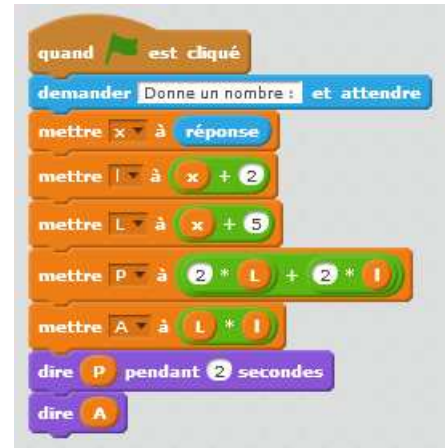 quand est cliqué
demander Donne un nombre : et attendre
mettre x à réponse
mettre l à x + 2
mettre L à x + 5
mettre P à 2 * L + 2 * l
mettre A à L * l
dire P pendant 2 secondes
dire A